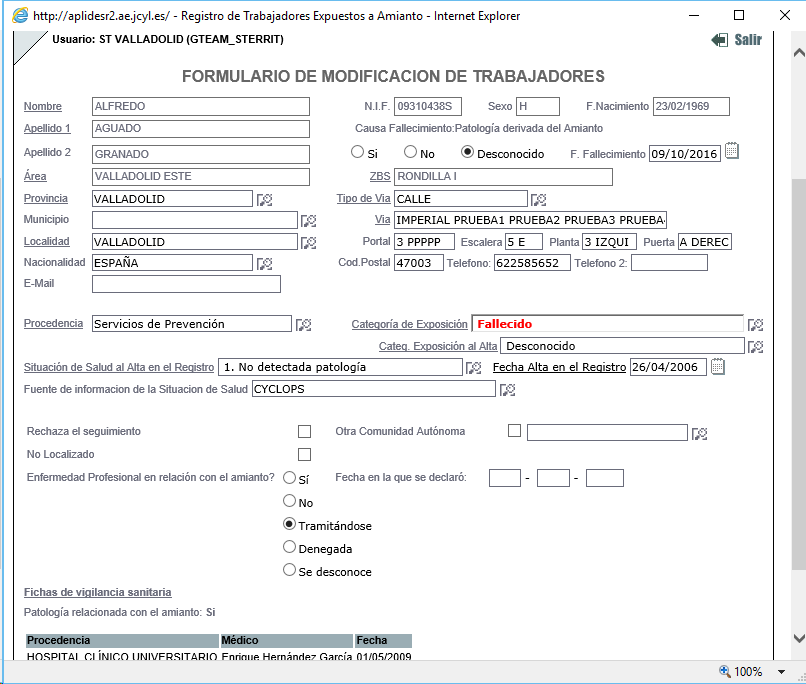 http://aplidesr2.ae.jcyl.es/ - Registro de Trabajadores Expuestos a Amianto - Internet Explorer
Usuario: ST VALLADOLID (GTEAM_STERRIT)
Salir
FORMULARIO DE MODIFICACION DE TRABAJADORES
Nombre ALFREDO N.I.F. 09310438S Sexo H F.Nacimiento 23/02/1969
Apellido 1 AGUADO Causa Fallecimiento:Patología derivada del Amianto
Apellido 2 GRANADO Si No Desconocido F. Fallecimiento 09/10/2016
Área VALLADOLID ESTE ZBS RONDILLA I
Provincia VALLADOLID Tipo de Via CALLE
Municipio Via IMPERIAL PRUEBA1 PRUEBA2 PRUEBA3 PRUEBA
Localidad VALLADOLID Portal 3 PPPPP Escalera 5 E Planta 3 IZQUI Puerta A DEREC
Nacionalidad ESPAÑA Cod.Postal 47003 Telefono: 622585652 Telefono 2:
E-Mail
Procedencia Servicios de Prevención Categoría de Exposición Fallecido
Categ. Exposición al Alta Desconocido
Situación de Salud al Alta en el Registro 1. No detectada patología Fecha Alta en el Registro 26/04/2006
Fuente de informacion de la Situacion de Salud CYCLOPS
Rechaza el seguimiento Otra Comunidad Autónoma
No Localizado
Enfermedad Profesional en relación con el amianto? Sí Fecha en la que se declaró: - -
No
Tramitándose
Denegada
Se desconoce
Fichas de vigilancia sanitaria
Patología relacionada con el amianto: Si
Procedencia Médico Fecha
HOSPITAL CLÍNICO UNIVERSITARIO Enrique Hernández García 01/05/2009
100%